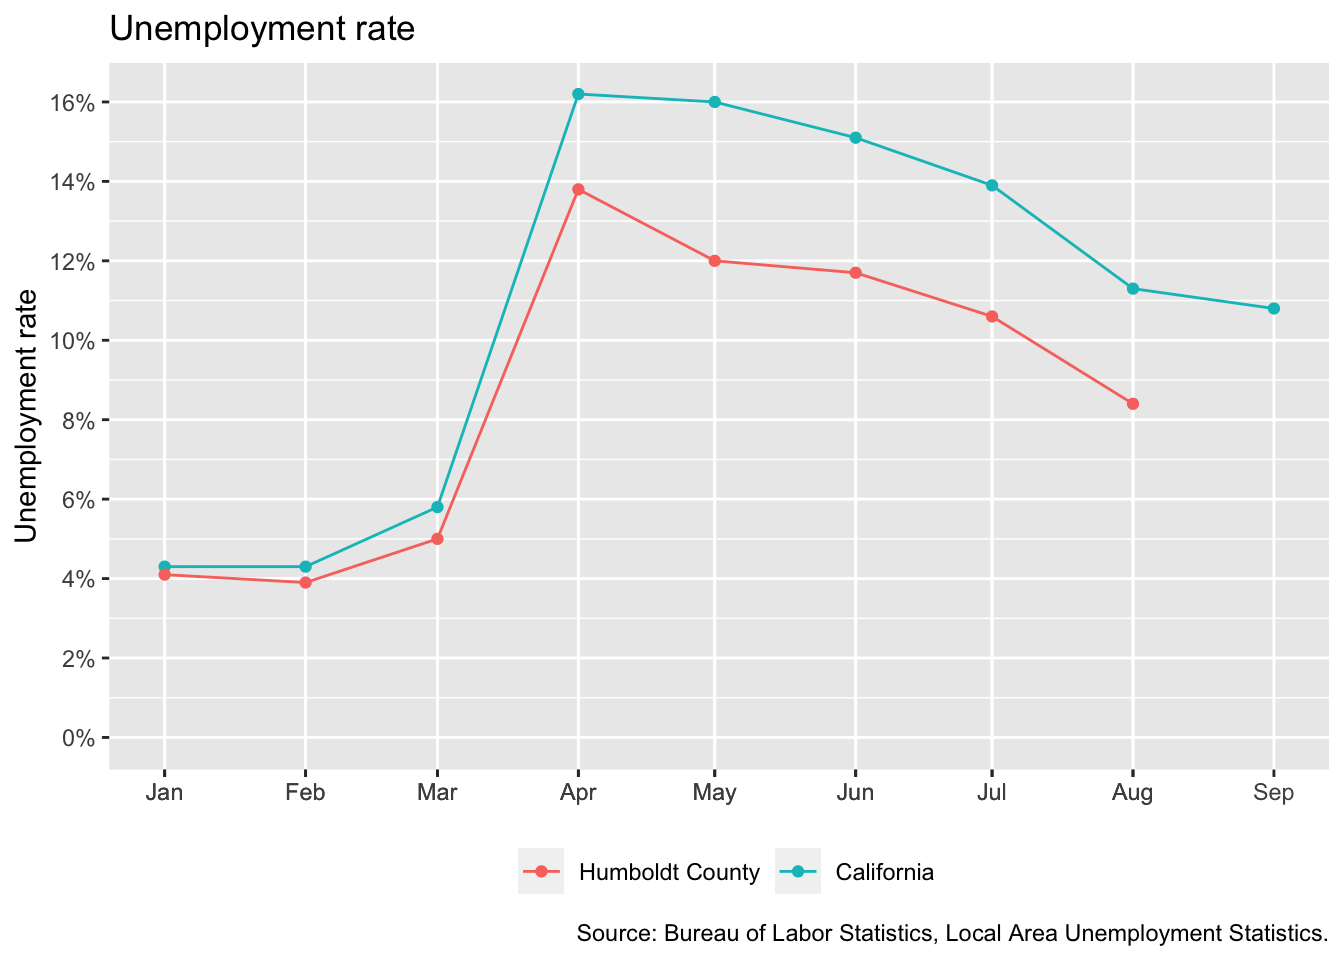 Unemployment rate
Unemployment rate
16%
14%
12%
10%
8%
6%
4%
2%
0%
Jan Feb Mar Apr May Jun Jul Aug Sep
Humboldt County California
Source: Bureau of Labor Statistics, Local Area Unemployment Statistics.